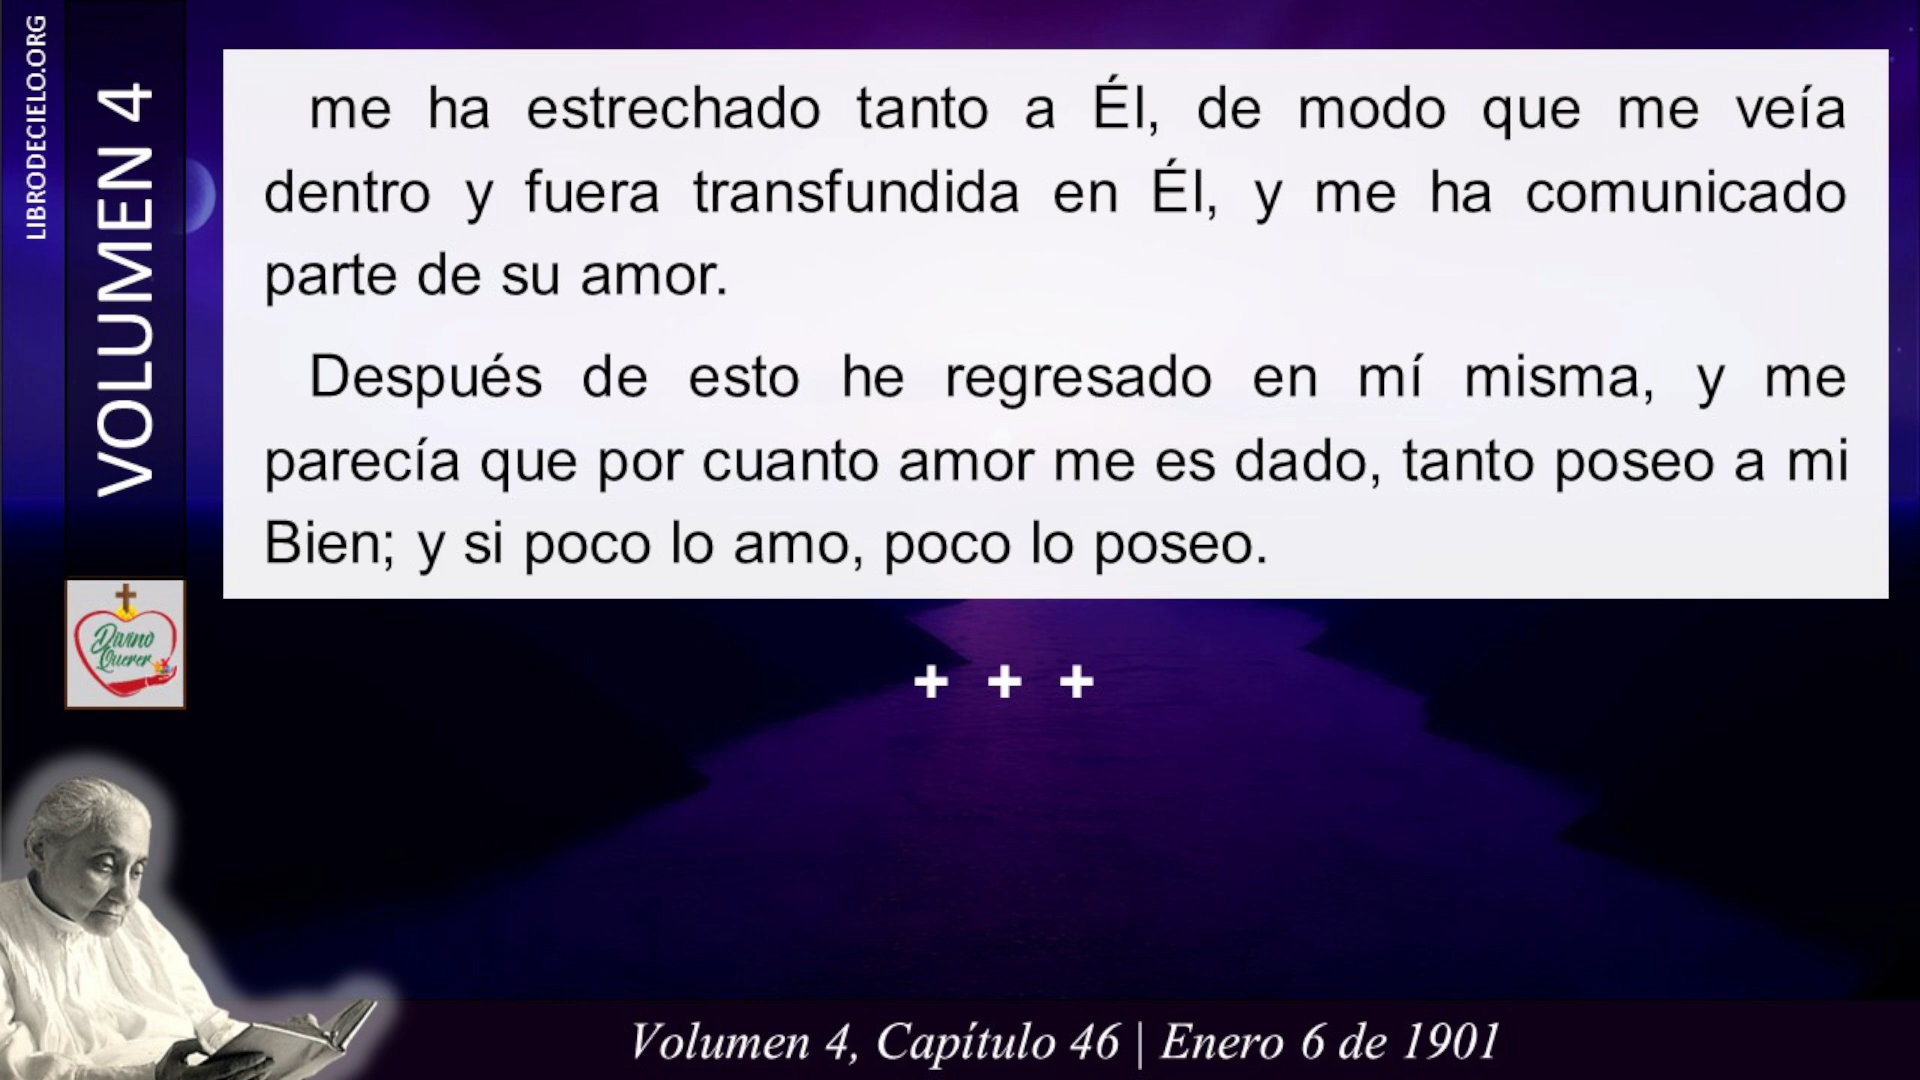 LIBRODECIELO.ORG
VOLUMEN 4
me ha estrechado tanto a Él, de modo que me veía
dentro y fuera transfundida en Él, y me ha comunicado
parte de su amor.
Después de esto he regresado en mí misma, y me
parecía que por cuanto amor me es dado, tanto poseo a mi
Bien; y si poco lo amo, poco lo poseo.
+ + +
Divino
Querer
Volumen 4, Capítulo 46 | Enero 6 de 1901